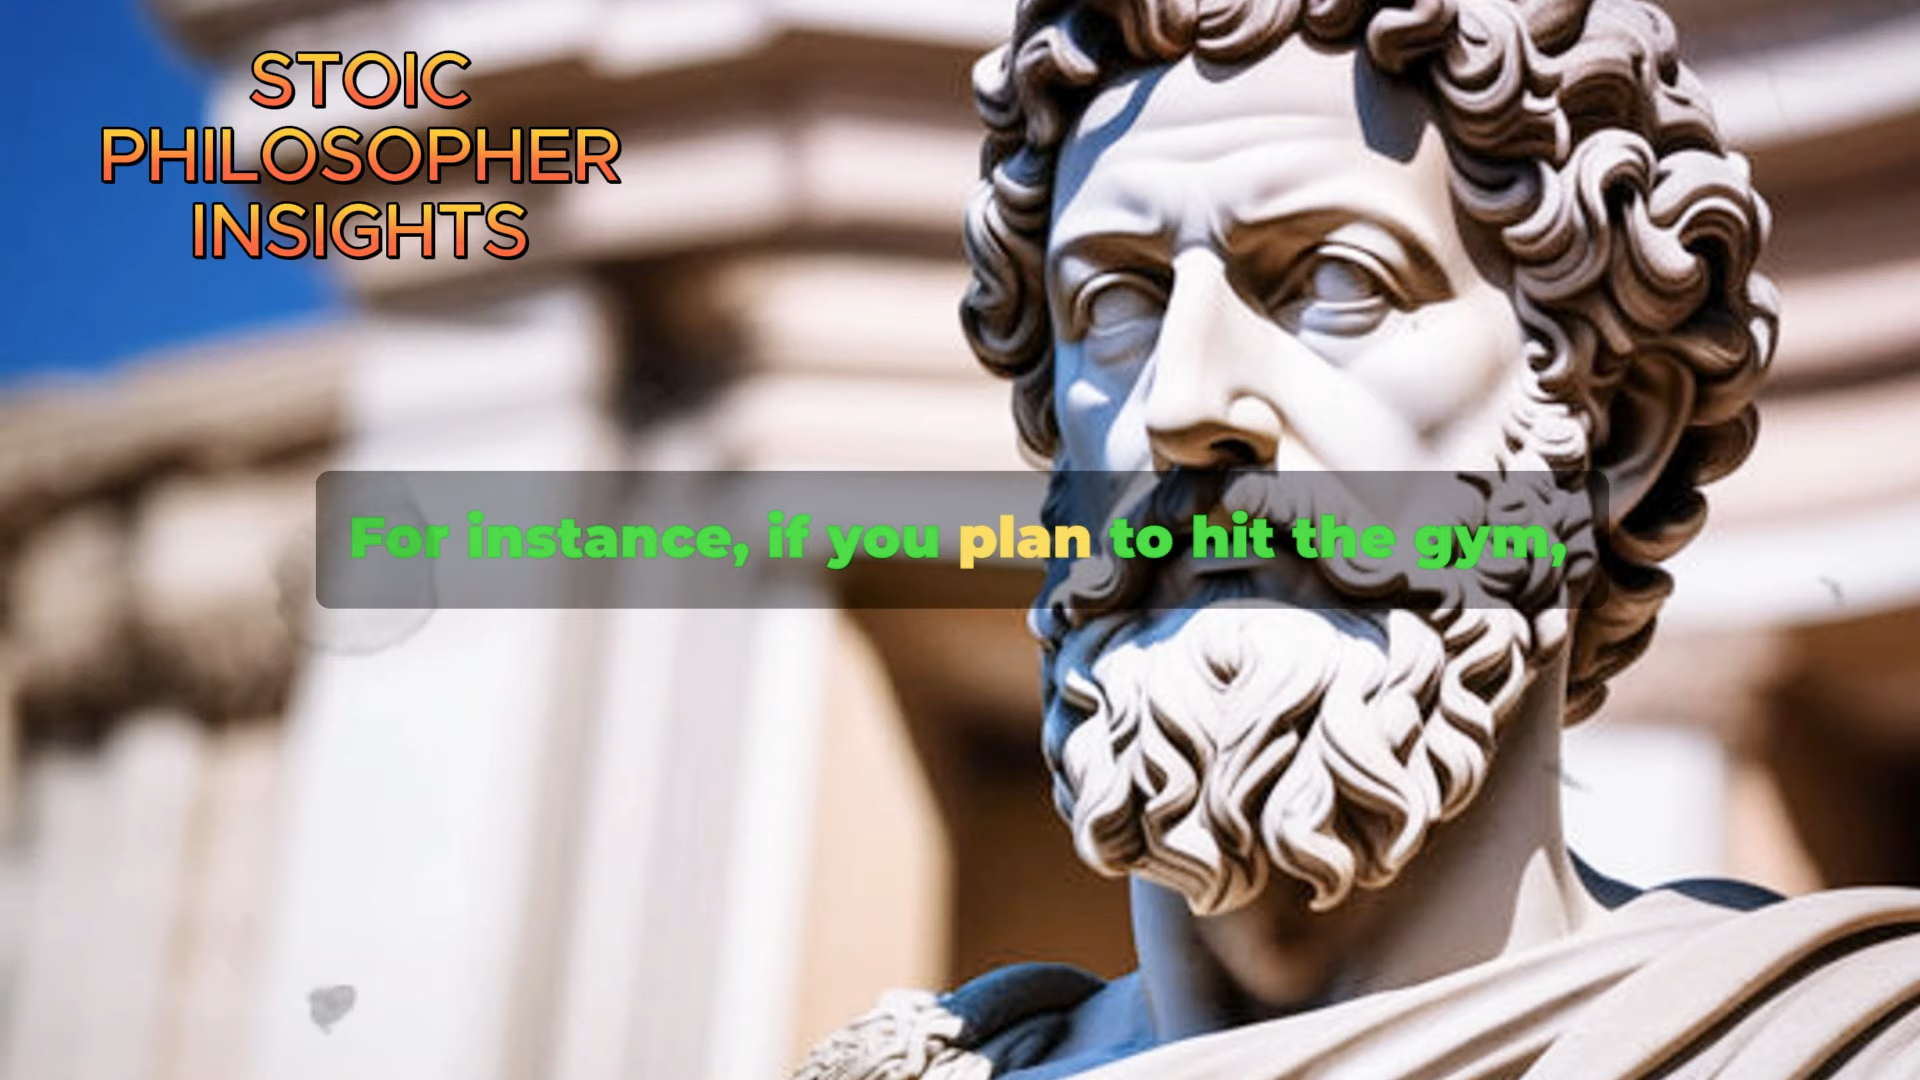 STOIC
PHILOSOPHER
INSIGHTS
For instance, if you plan to hit the gym,